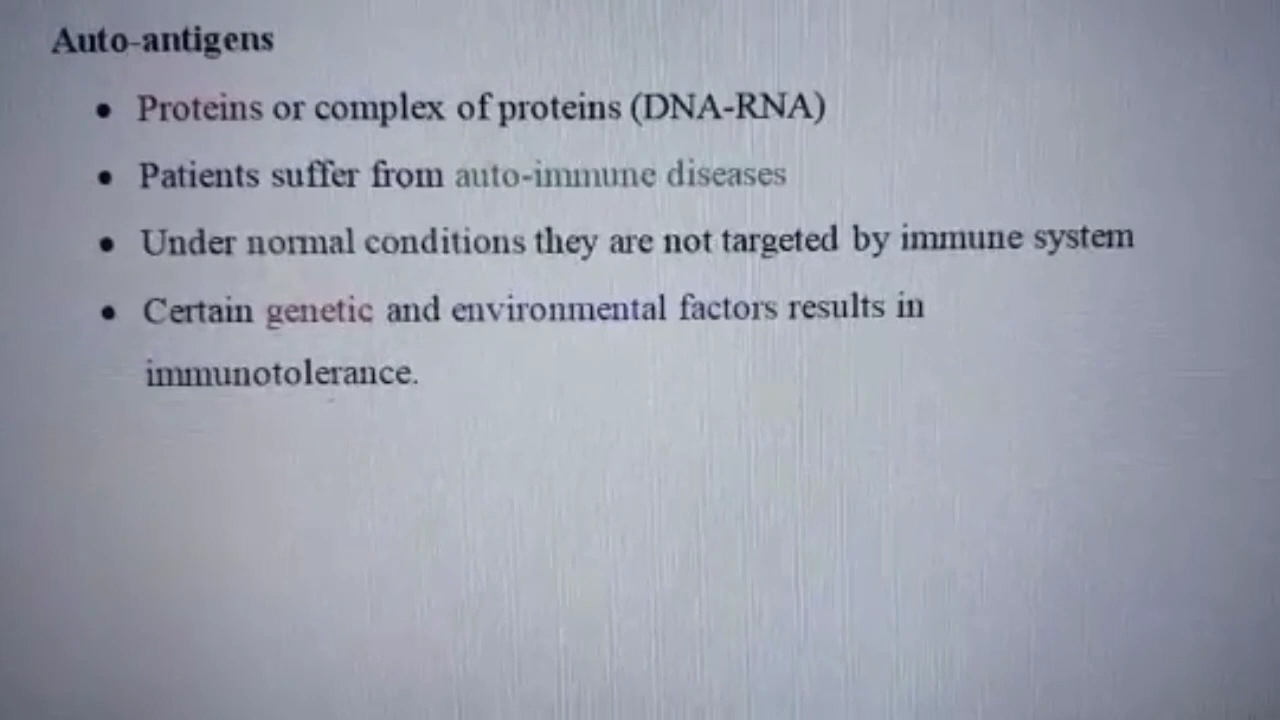 Auto-antigens
• Proteins or complex of proteins (DNA-RNA)
• Patients suffer from auto-immune diseases
• Under normal conditions they are not targeted by immune system
• Certain genetic and environmental factors results in
immunotolerance.